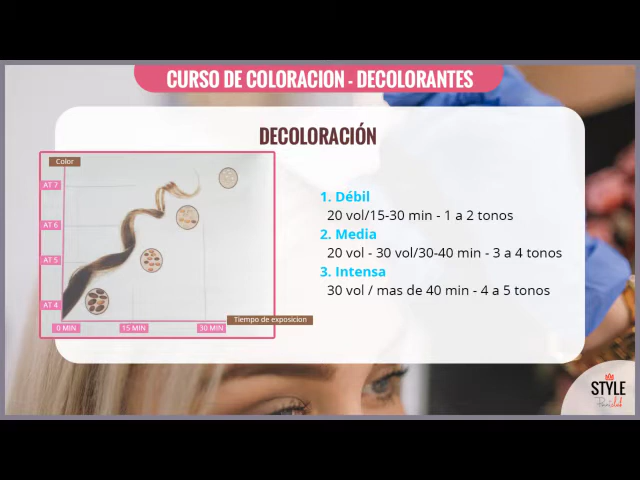 CURSO DE COLORACION - DECOLORANTES
DECOLORACIÓN
Color
AT 7
AT 6
AT 5
AT 4
0 MIN
15 MIN
30 MIN
Tiempo de exposicion
1. Débil
20 vol/15-30 min - 1 a 2 tonos
2. Media
20 vol - 30 vol/30-40 min - 3 a 4 tonos
3. Intensa
30 vol / mas de 40 min - 4 a 5 tonos
STYLE